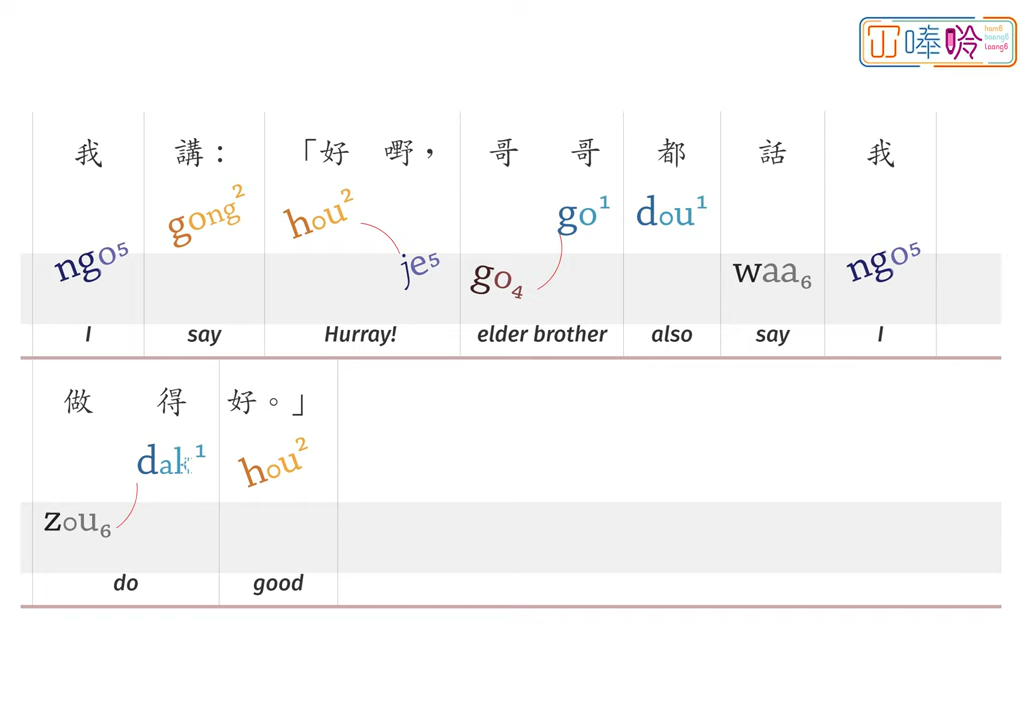 冚唪唥
ham6
baang6
laang6
我 講： 「好 嘢， 哥 哥 都 話 我
ngo5 gong2 hou2 je5 go4 go1 dou1 waa6 ngo5
I say Hurray! elder brother also say I
做 得 好。」
zou6 dak1 hou2
do good